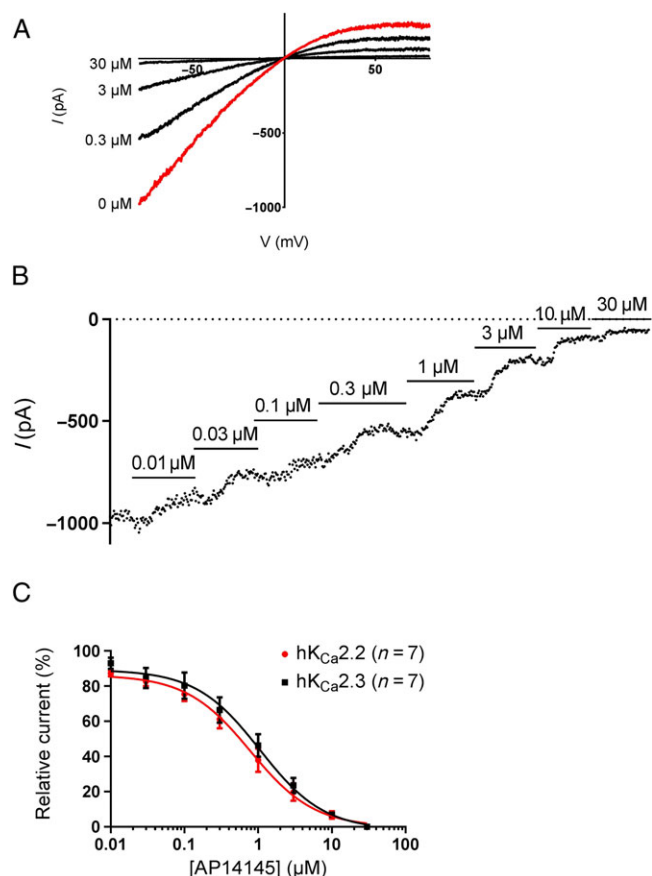 A
30 µM
3 µM
0.3 µM
0 µM
I (pA)
−50
50
−500
−1000
V (mV)
B
0
−500
−1000
I (pA)
0.01 µM
0.03 µM
0.1 µM
0.3 µM
1 µM
3 µM
10 µM
30 µM
C
Relative current (%)
100
80
60
40
20
0
0.01
0.1
1
10
100
[AP14145] (µM)
hKCa2.2 (n = 7)
hKCa2.3 (n = 7)